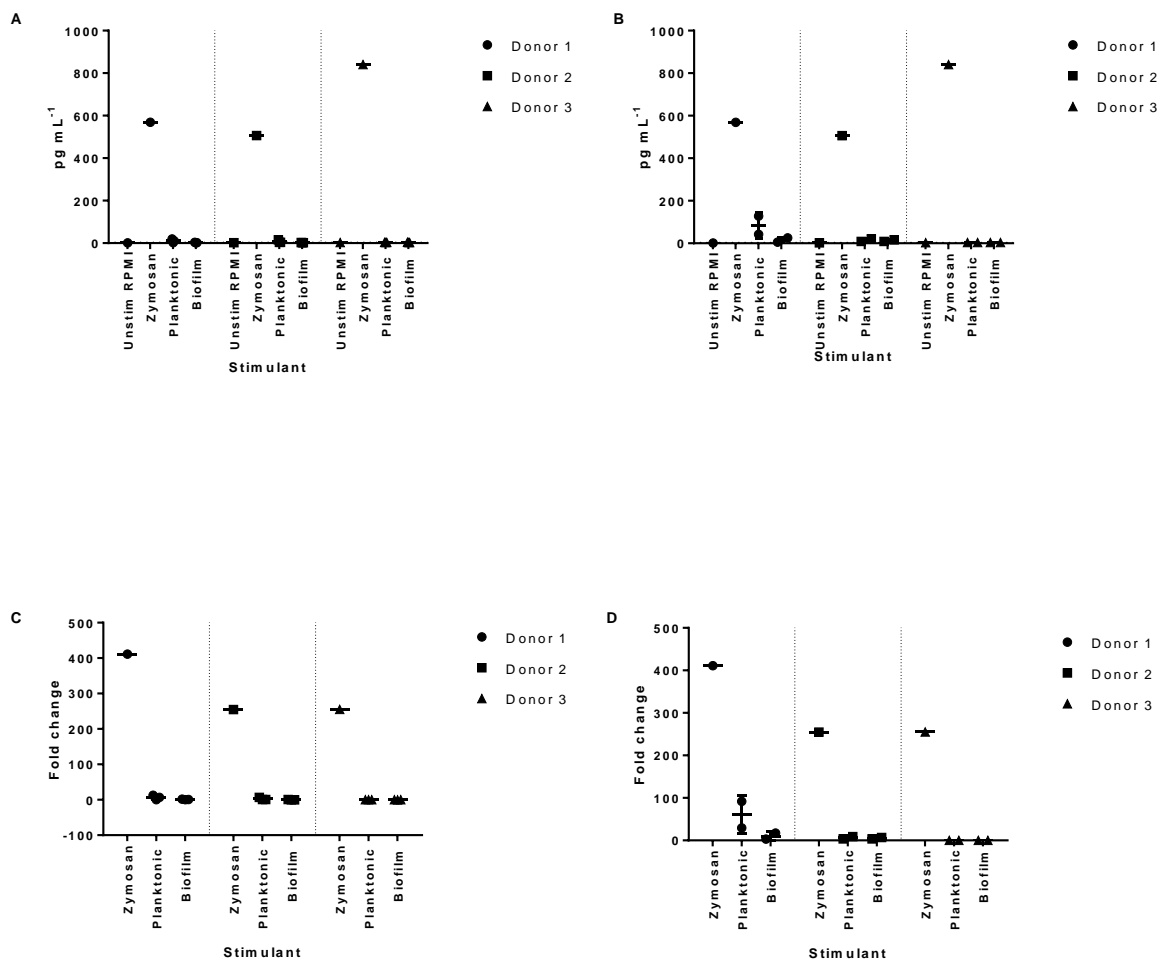 A
1000
800
600
400
200
0
pg mL⁻¹
Unstim RPMI
Zymosan
Planktonic
Biofilm
Unstim RPMI
Zymosan
Planktonic
Biofilm
Unstim RPMI
Zymosan
Planktonic
Biofilm
Stimulant
Donor 1
Donor 2
Donor 3
B
1000
800
600
400
200
0
pg mL⁻¹
Unstim RPMI
Zymosan
Planktonic
Biofilm
Unstim RPMI
Zymosan
Planktonic
Biofilm
Unstim RPMI
Zymosan
Planktonic
Biofilm
Stimulant
Donor 1
Donor 2
Donor 3
C
500
400
300
200
100
0
-100
Fold change
Zymosan
Planktonic
Biofilm
Zymosan
Planktonic
Biofilm
Zymosan
Planktonic
Biofilm
Stimulant
Donor 1
Donor 2
Donor 3
D
500
400
300
200
100
0
Fold change
Zymosan
Planktonic
Biofilm
Zymosan
Planktonic
Biofilm
Zymosan
Planktonic
Biofilm
Stimulant
Donor 1
Donor 2
Donor 3